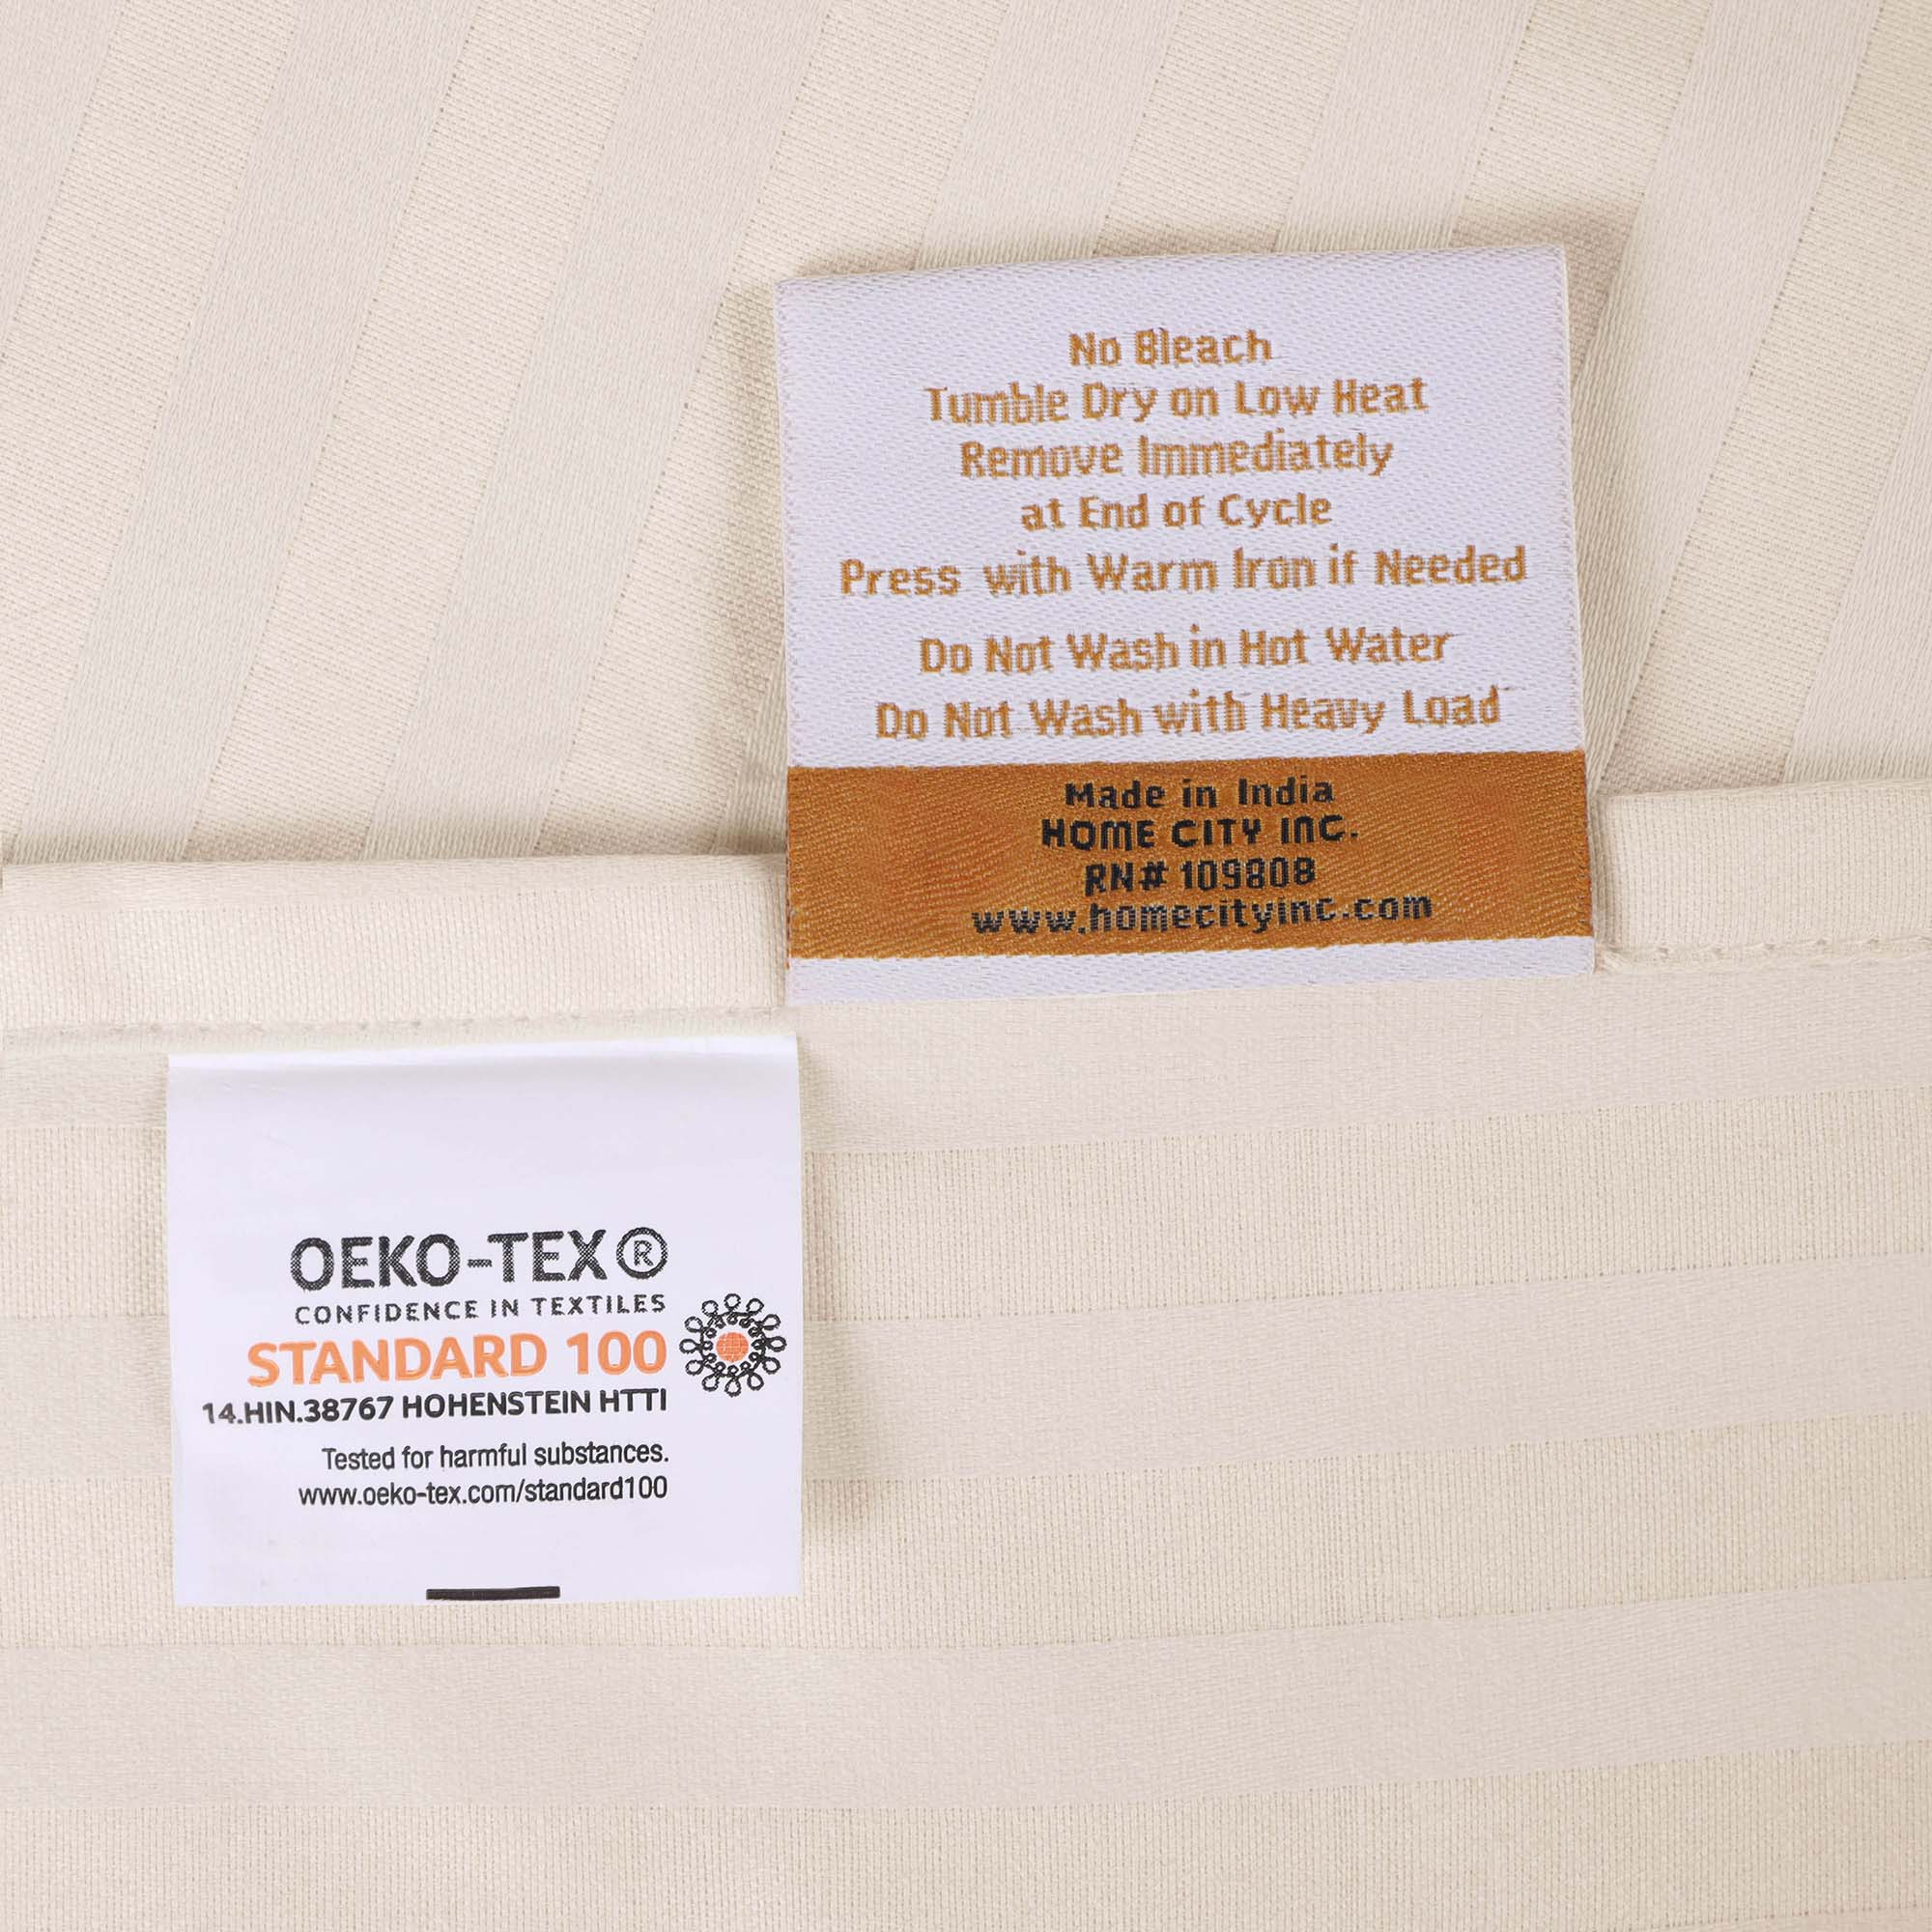 No Bleach
Tumble Dry on Low Heat
Remove Immediately
at End of Cycle
Press with Warm Iron if Needed
Do Not Wash in Hot Water
Do Not Wash with Heavy Load
Made in India
HOME CITY INC.
RN# 109808
www.homecityinc.com
OEKO-TEX®
CONFIDENCE IN TEXTILES
STANDARD 100
14.HIN.38767 HOHENSTEIN HTTI
Tested for harmful substances.
www.oeko-tex.com/standard100